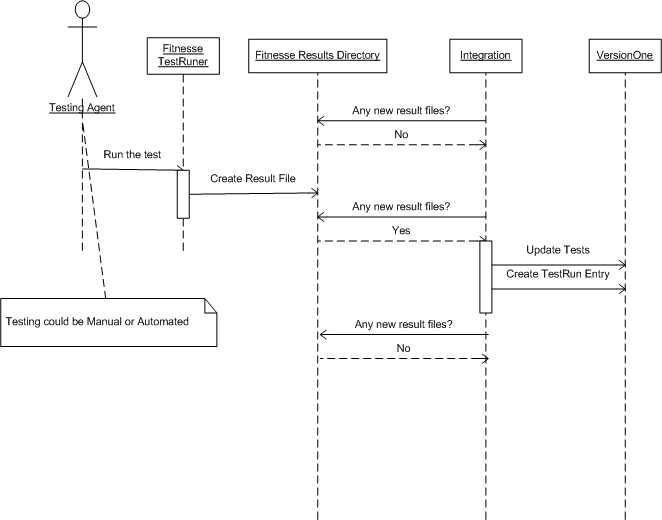 Testing Agent
Fitnesse
TestRuner
Fitnesse Results Directory
Integration
VersionOne
Any new result files?
No
Run the test
Create Result File
Any new result files?
Yes
Update Tests
Create TestRun Entry
Testing could be Manual or Automated
Any new result files?
No